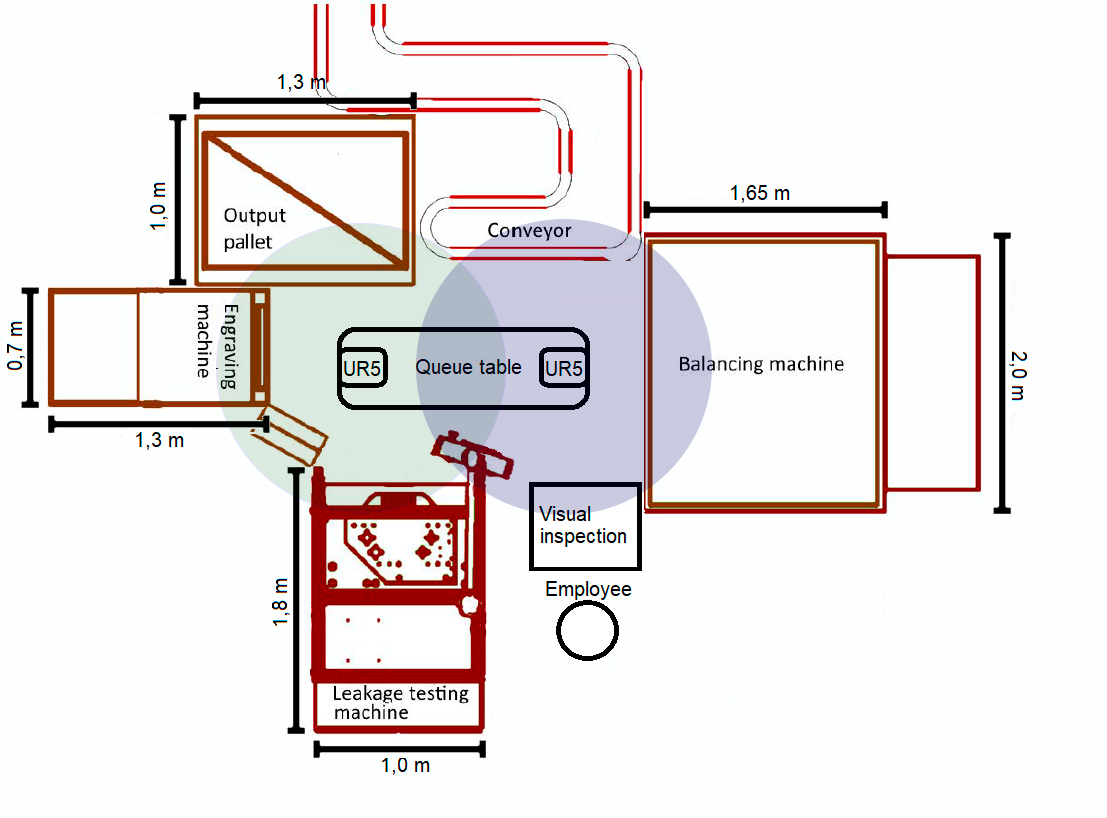 1,3 m
1,0 m
Output
pallet
Conveyor
1,65 m
0,7 m
Engraving
machine
1,3 m
UR5
Queue table
UR5
Balancing machine
2,0 m
Visual
inspection
Employee
1,8 m
Leakage testing
machine
1,0 m